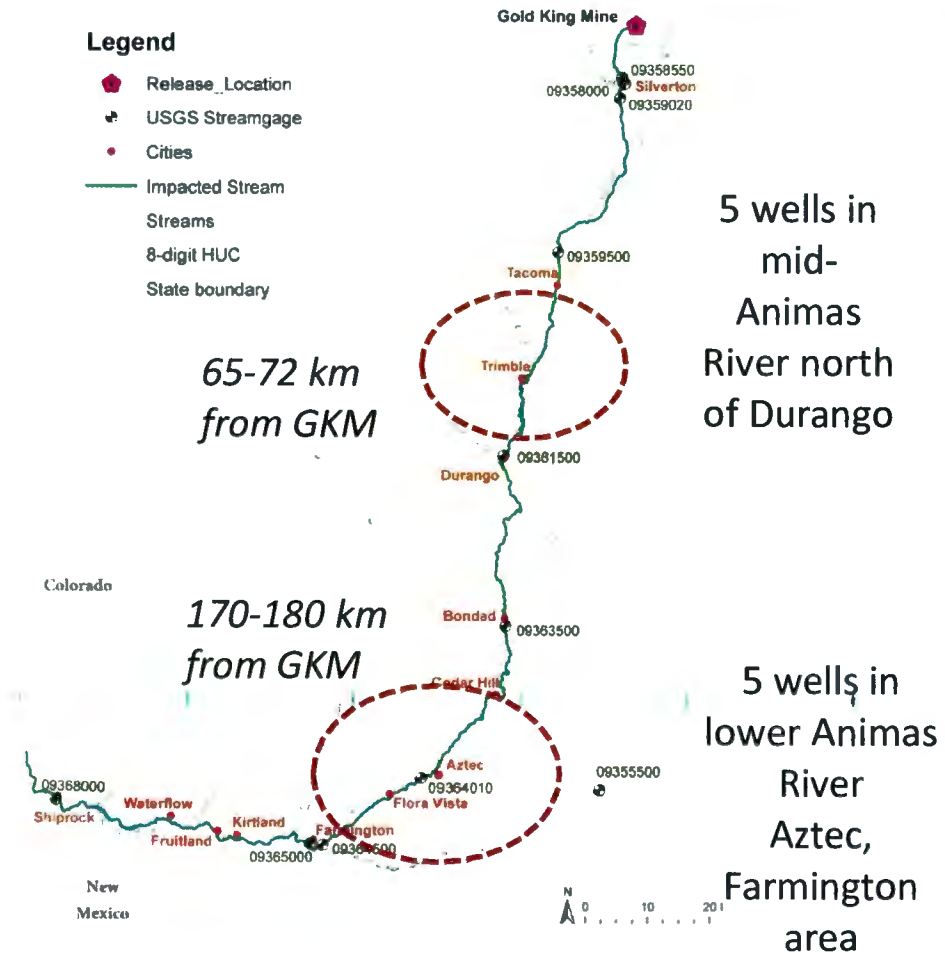 Gold King Mine
Legend
Release_Location
USGS Streamgage
Cities
Impacted Stream
Streams
8-digit HUC
State boundary
09358550
Silverton
09358000
09359020
5 wells in
mid-
Animas
River north
of Durango
09359500
Tacoma
65-72 km
from GKM
Trimble
09361500
Durango
Colorado
170-180 km
from GKM
Bondad
09363500
Cedar Hill
5 wells in
lower Animas
River
Aztec,
Farmington
area
Aztec
09364010
Flora Vista
09355500
09368000
Shiprock
Waterflow
Fruitland
Kirtland
Farmington
09365000
New
Mexico
N
0 10 20